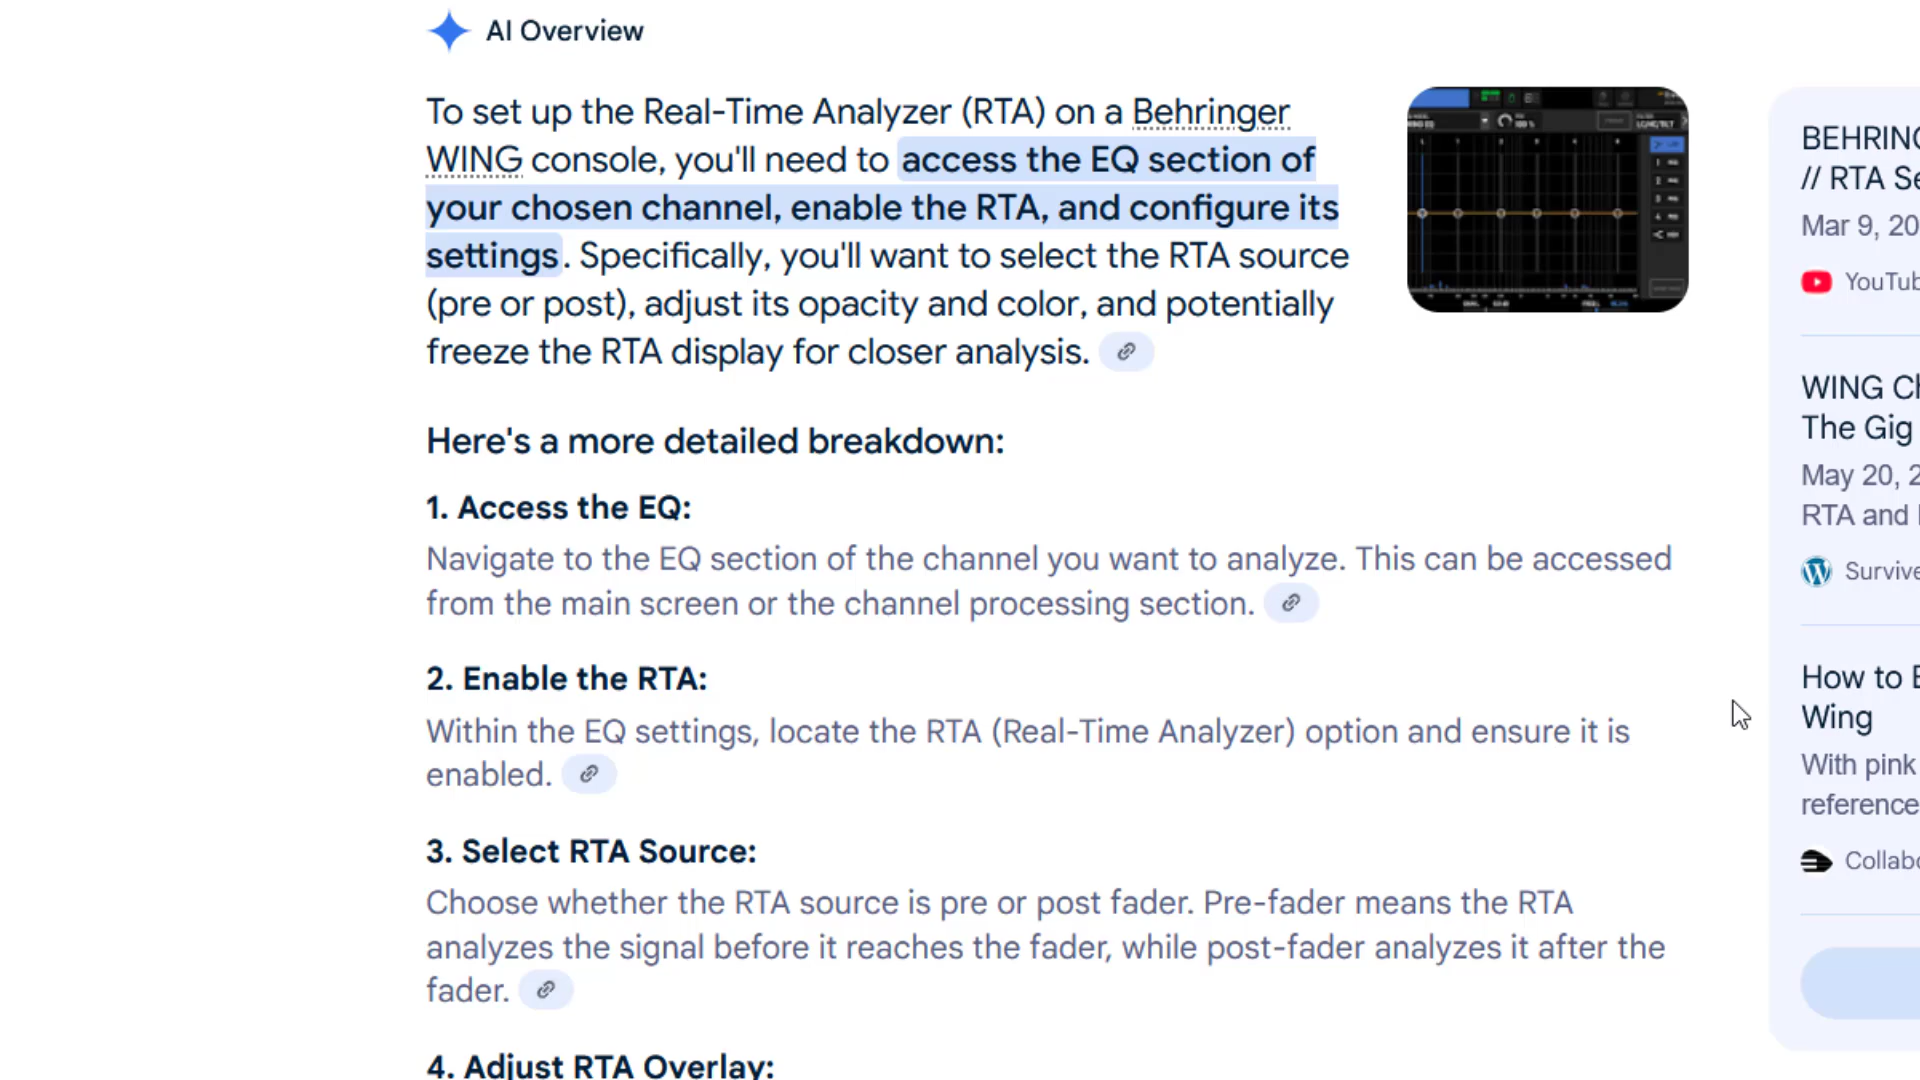 AI Overview
To set up the Real-Time Analyzer (RTA) on a Behringer
WING console, you'll need to access the EQ section of
your chosen channel, enable the RTA, and configure its
settings. Specifically, you'll want to select the RTA source
(pre or post), adjust its opacity and color, and potentially
freeze the RTA display for closer analysis.
Here's a more detailed breakdown:
1. Access the EQ:
Navigate to the EQ section of the channel you want to analyze. This can be accessed
from the main screen or the channel processing section.
2. Enable the RTA:
Within the EQ settings, locate the RTA (Real-Time Analyzer) option and ensure it is
enabled.
3. Select RTA Source:
Choose whether the RTA source is pre or post fader. Pre-fader means the RTA
analyzes the signal before it reaches the fader, while post-fader analyzes it after the
fader.
4. Adjust RTA Overlay:
BEHRING
// RTA Se
Mar 9, 20
YouTub
WING Ch
The Gig
May 20, 2
RTA and
Survive
How to
Wing
With pink
reference
Collabo